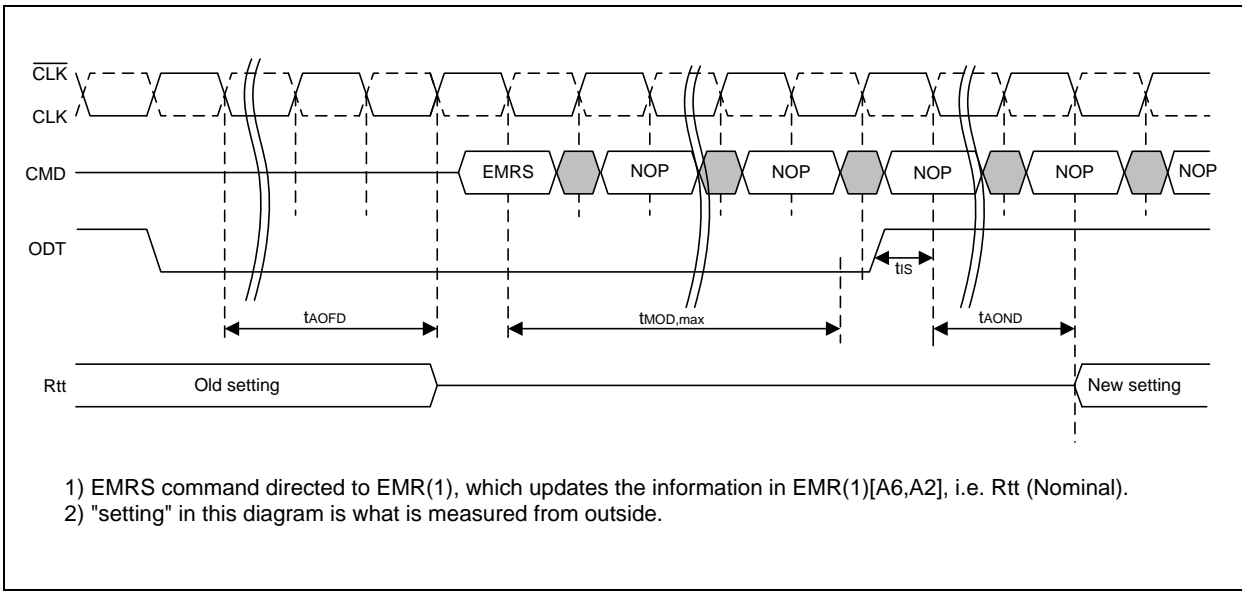 CLK
CLK
CMD
EMRS
NOP
NOP
NOP
NOP
NOP
ODT
tIS
tAOFD
tMOD,max
tAOND
Rtt
Old setting
New setting
1) EMRS command directed to EMR(1), which updates the information in EMR(1)[A6,A2], i.e. Rtt (Nominal).
2) "setting" in this diagram is what is measured from outside.